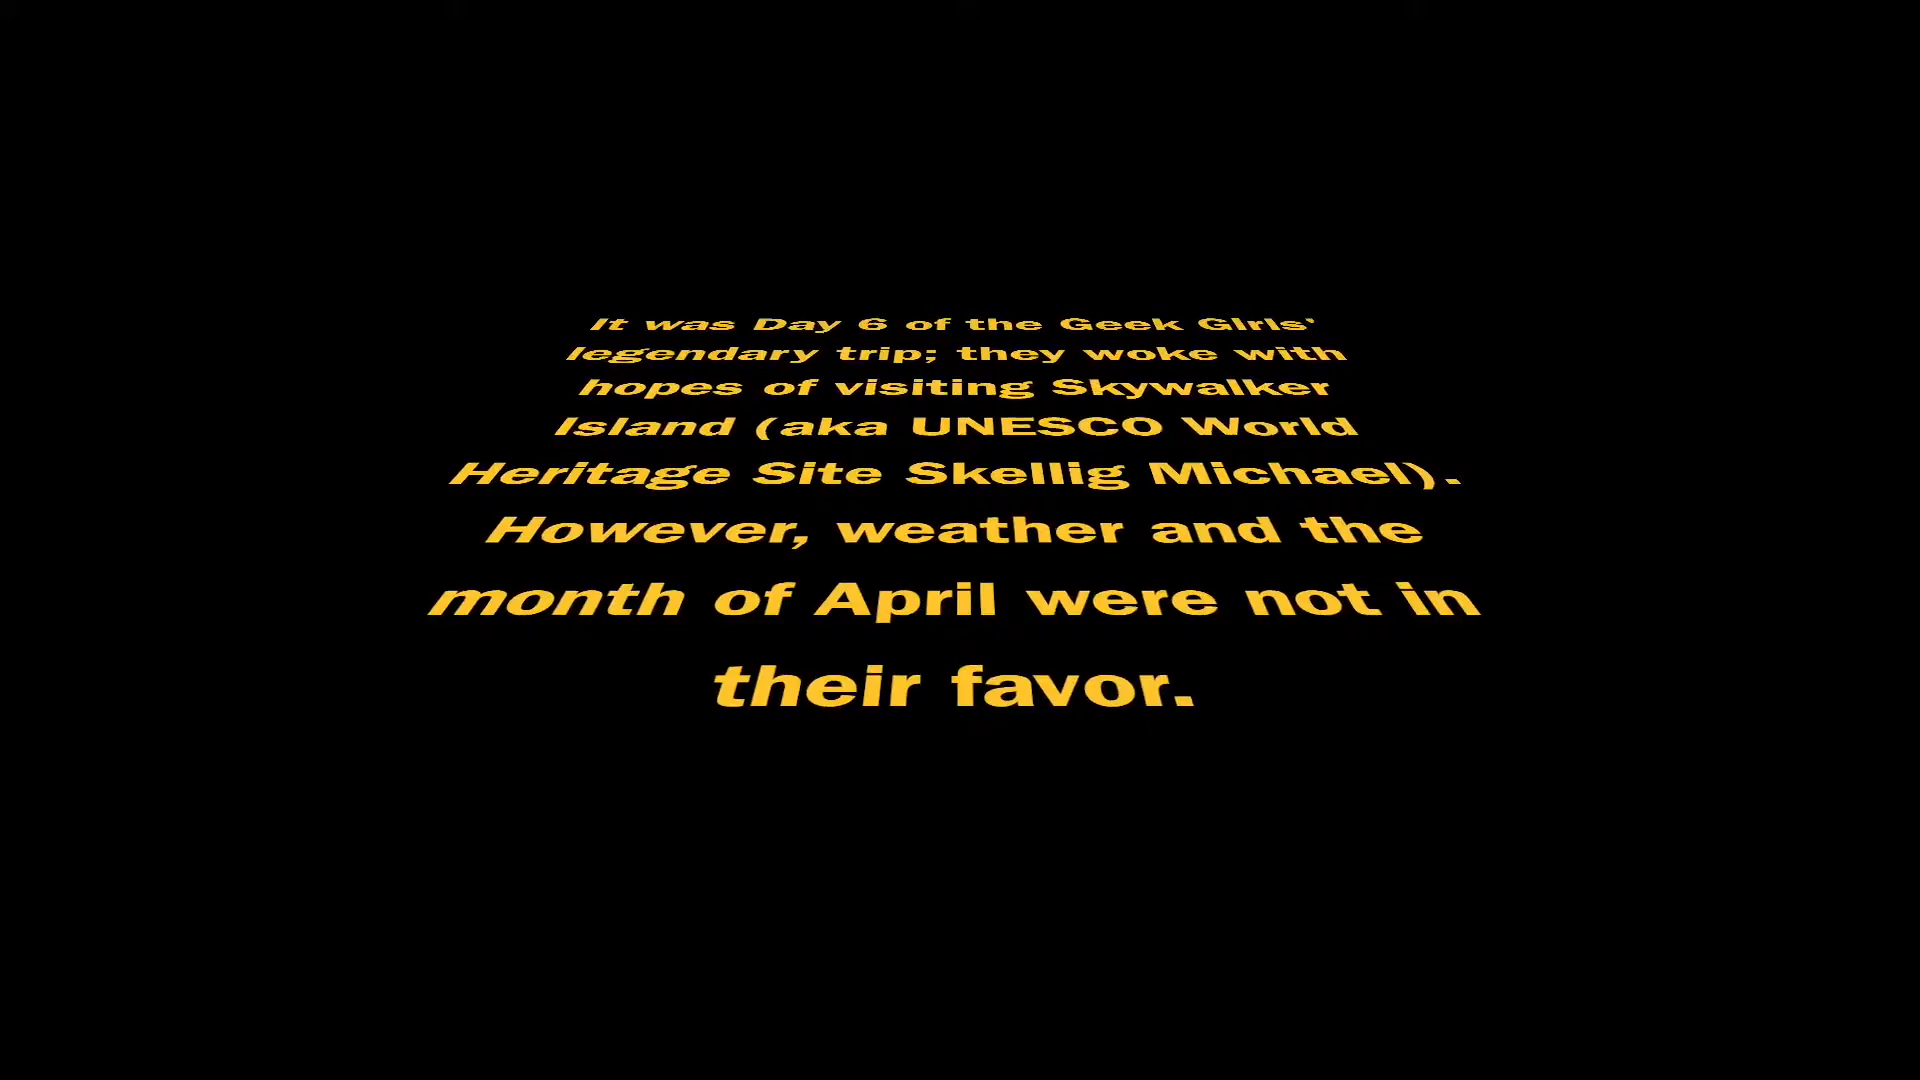 It was Day 6 of the Geek Girls'
legendary trip; they woke with
hopes of visiting Skywalker
Island (aka UNESCO World
Heritage Site Skellig Michael).
However, weather and the
month of April were not in
their favor.